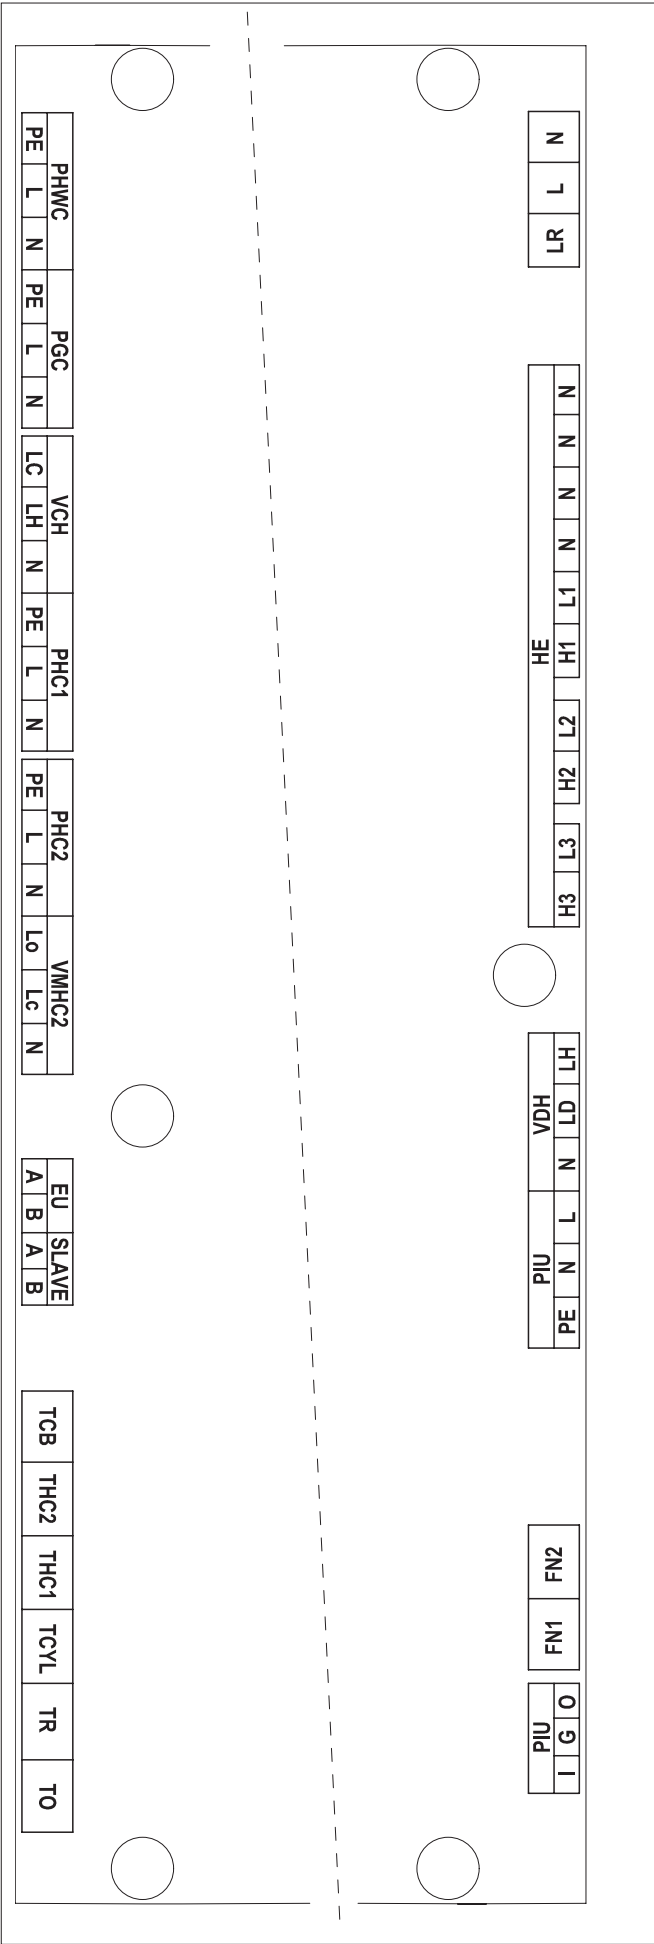 PHWC
PE L N
PGC
PE L N
VCH
LC LH N
PHC1
PE L N
PHC2
PE L N
VMHC2
Lo Lc N
EU
A B
SLAVE
A B
TCB
THC2
THC1
TCYL
TR
TO
N
L
LR
HE
N
N
N
N
L1
H1
L2
H2
L3
H3
VDH
LH
LD
N
PIU
L
N
PE
FN2
FN1
PIU
O
G
I